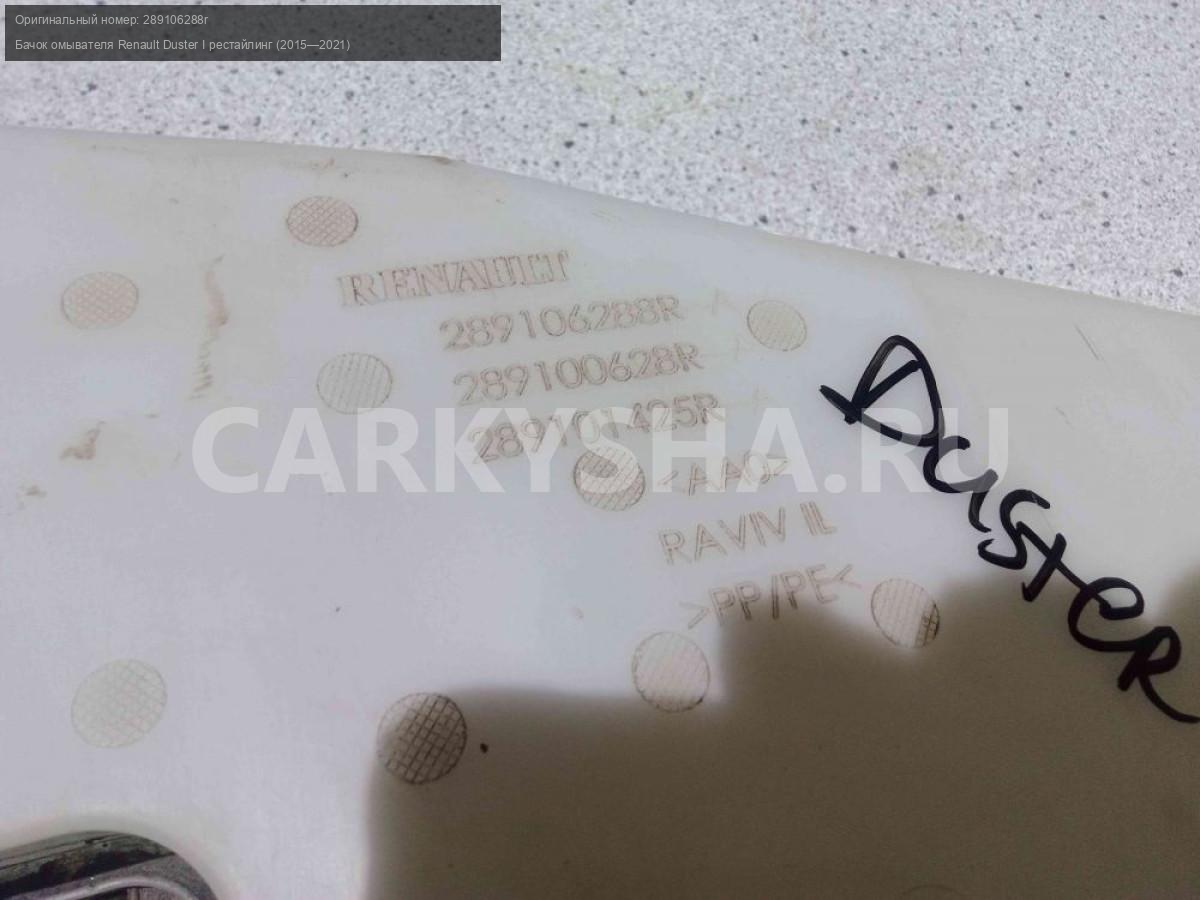 Оригинальный номер: 289106288r
Бачок омывателя Renault Duster I рестайлинг (2015—2021)
RENAULT
289106288R
289100628R
289101425R
CARKYSHA.RU
<AA0>
RAVIV IL
>PP/PE<
DUSTER